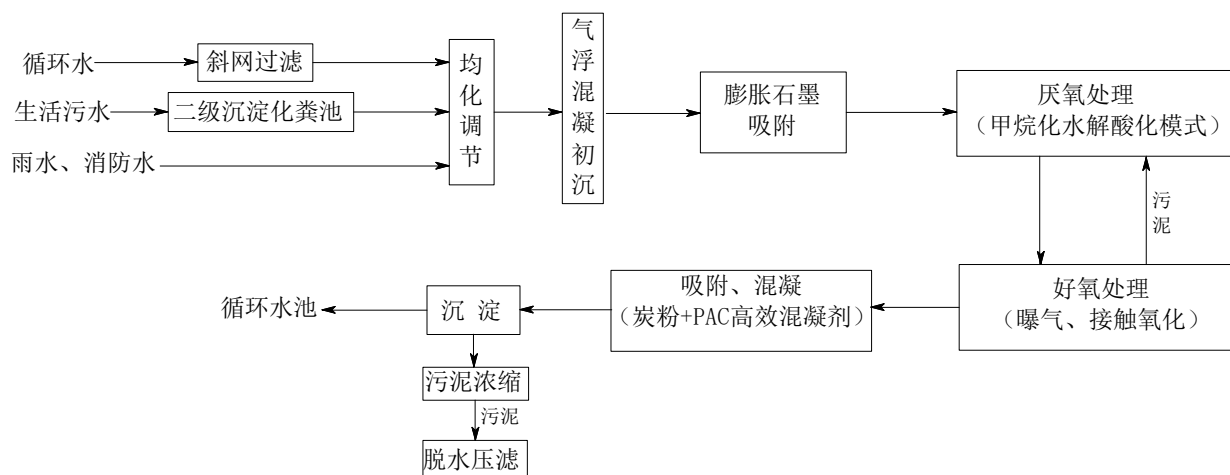 循环水
斜网过滤
生活污水
二级沉淀化粪池
雨水、消防水
均化调节
气浮混凝初沉
膨胀石墨
吸附
厌氧处理
（甲烷化水解酸化模式）
污泥
好氧处理
（曝气、接触氧化）
吸附、混凝
（炭粉+PAC高效混凝剂）
沉 淀
循环水池
污泥浓缩
污泥
脱水压滤